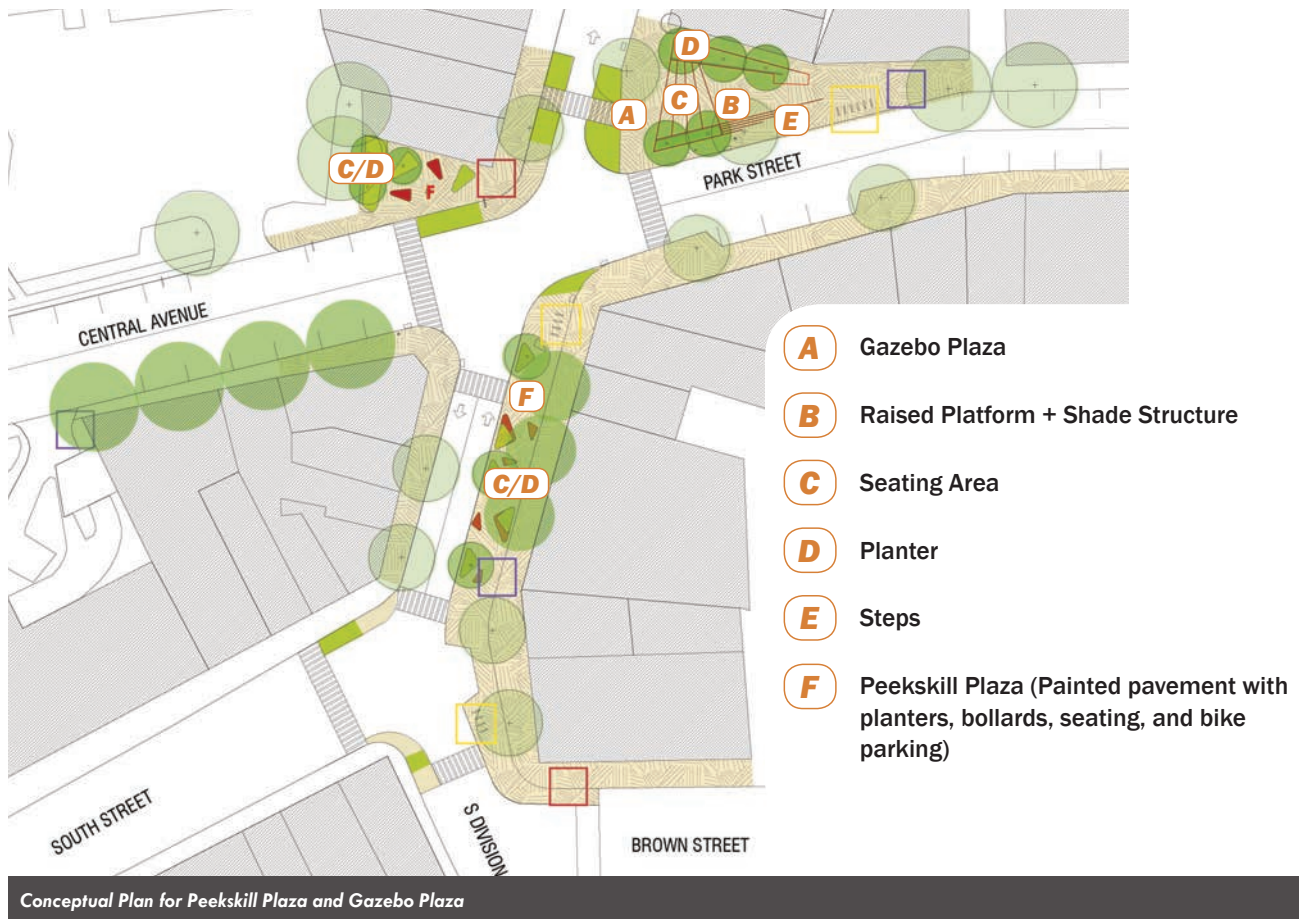 D
A
C
B
E
C/D
F
PARK STREET
CENTRAL AVENUE
F
C/D
SOUTH STREET
S DIVISION
BROWN STREET
A Gazebo Plaza
B Raised Platform + Shade Structure
C Seating Area
D Planter
E Steps
F Peekskill Plaza (Painted pavement with
planters, bollards, seating, and bike
parking)
Conceptual Plan for Peekskill Plaza and Gazebo Plaza